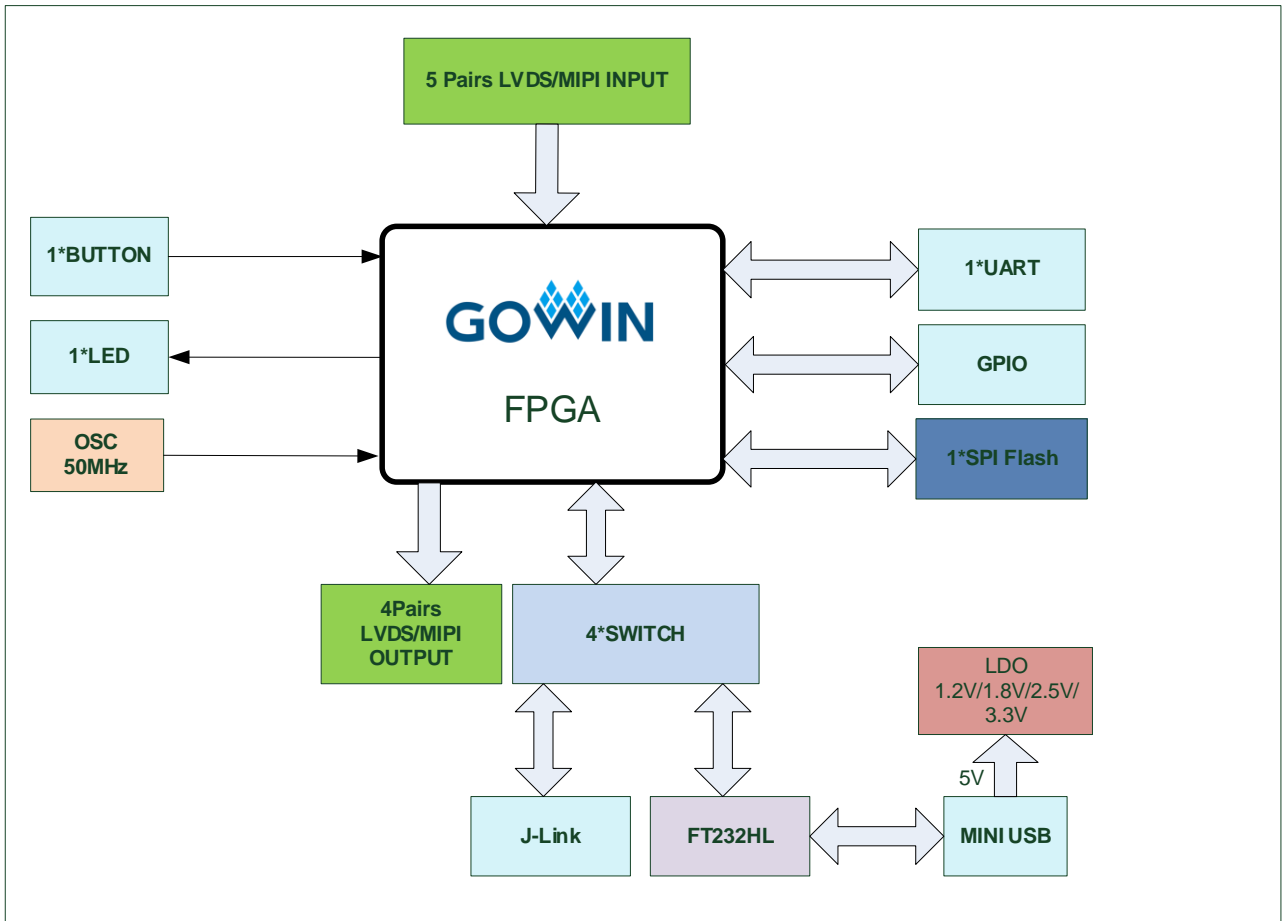 5 Pairs LVDS/MIPI INPUT
1*BUTTON
1*LED
OSC
50MHz
GOWIN
FPGA
1*UART
GPIO
1*SPI Flash
4Pairs
LVDS/MIPI
OUTPUT
4*SWITCH
LDO
1.2V/1.8V/2.5V/
3.3V
5V
J-Link
FT232HL
MINI USB